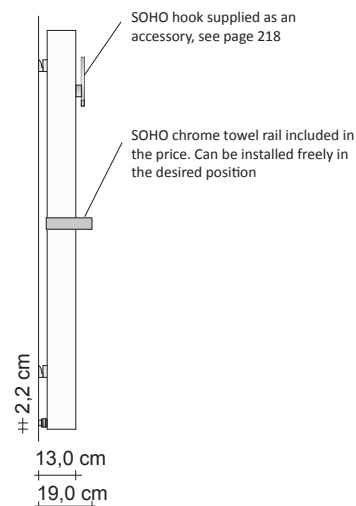 SOHO hook supplied as an
accessory, see page 218
SOHO chrome towel rail included in
the price. Can be installed freely in
the desired position
2,2 cm
13,0 cm
19,0 cm